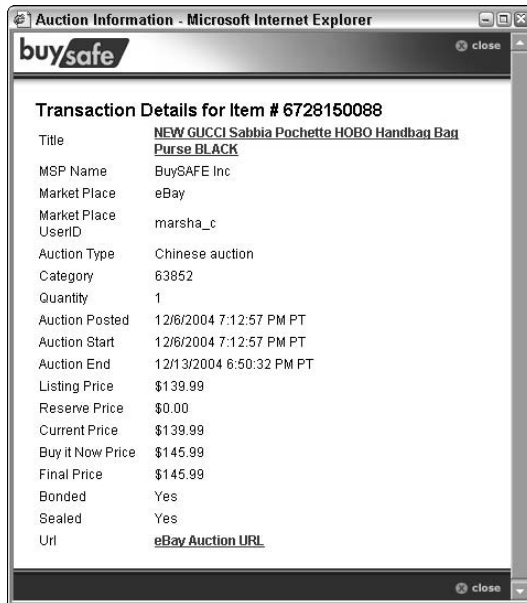 Auction Information - Microsoft Internet Explorer
buysafe
close
Transaction Details for Item # 6728150088
Title NEW GUCCI Sabbia Pochette HOBO Handbag Bag
Purse BLACK
MSP Name BuySAFE Inc
Market Place eBay
Market Place
UserID marsha_c
Auction Type Chinese auction
Category 63852
Quantity 1
Auction Posted 12/6/2004 7:12:57 PM PT
Auction Start 12/6/2004 7:12:57 PM PT
Auction End 12/13/2004 6:50:32 PM PT
Listing Price $139.99
Reserve Price $0.00
Current Price $139.99
Buy it Now Price $145.99
Final Price $145.99
Bonded Yes
Sealed Yes
Url eBay Auction URL
close